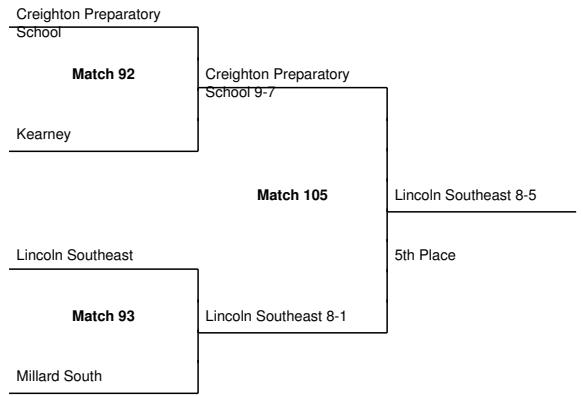 Creighton Preparatory
School
Match 92
Creighton Preparatory
School 9-7
Kearney
Match 105
Lincoln Southeast 8-5
Lincoln Southeast
5th Place
Match 93
Lincoln Southeast 8-1
Millard South